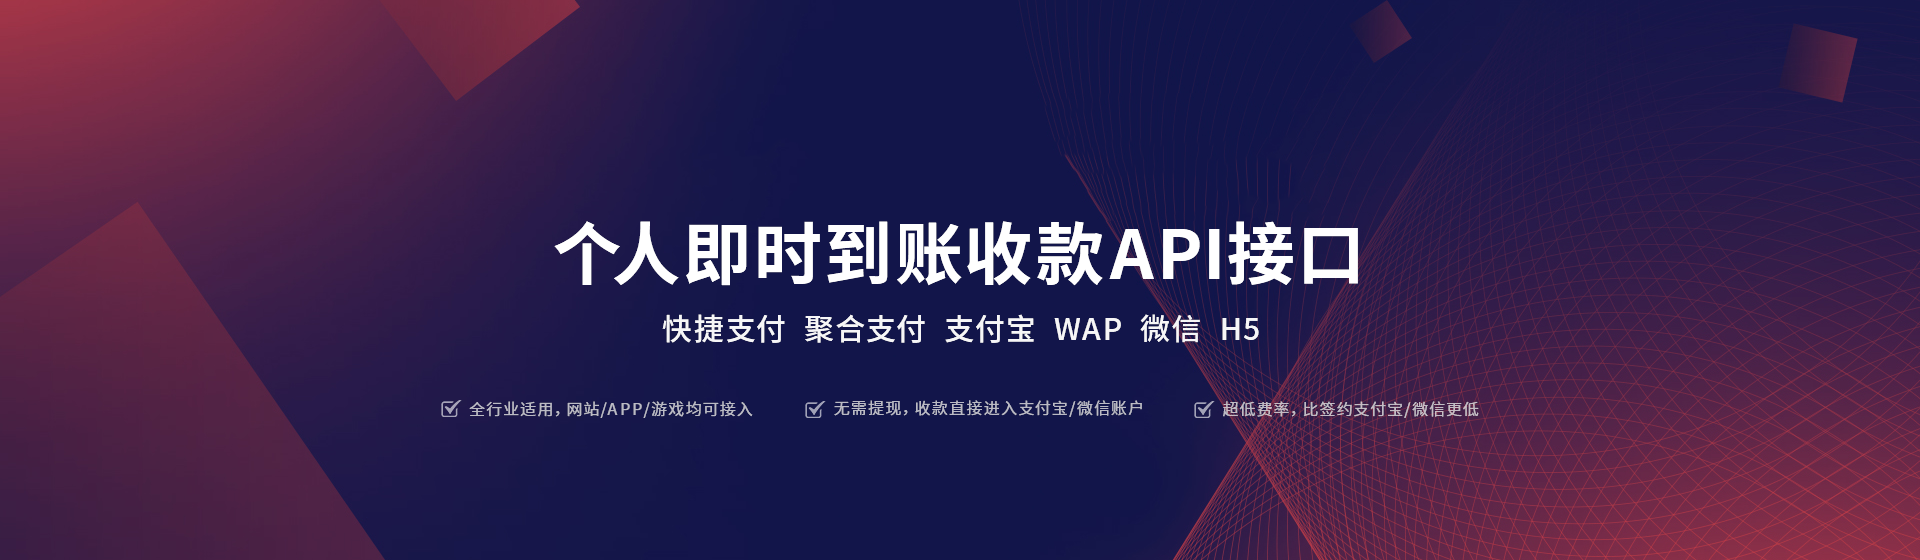 个人即时到账收款API接口
快捷支付 聚合支付 支付宝 WAP 微信 H5
全行业适用，网站/APP/游戏均可接入
无需提现，收款直接进入支付宝/微信账户
超低费率，比签约支付宝/微信更低